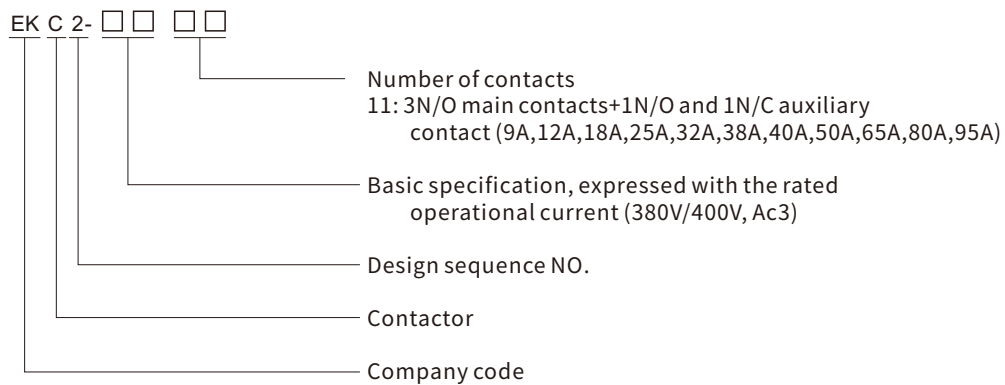 EK C 2-□□ □□
Number of contacts
11: 3N/O main contacts+1N/O and 1N/C auxiliary
contact (9A,12A,18A,25A,32A,38A,40A,50A,65A,80A,95A)
Basic specification, expressed with the rated
operational current (380V/400V, Ac3)
Design sequence NO.
Contactor
Company code